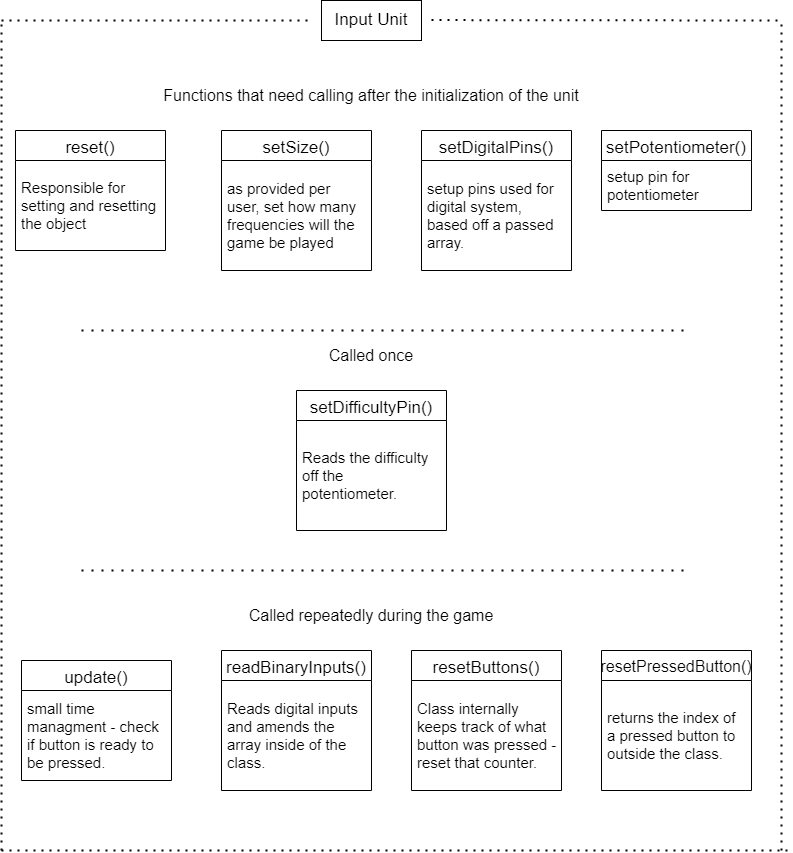 Input Unit
Functions that need calling after the initialization of the unit
reset()
Responsible for
setting and resetting
the object
setSize()
as provided per
user, set how many
frequencies will the
game be played
setDigitalPins()
setup pins used for
digital system,
based off a passed
array.
setPotentiometer()
setup pin for
potentiometer
Called once
setDifficultyPin()
Reads the difficulty
off the
potentiometer.
Called repeatedly during the game
update()
small time
managment - check
if button is ready to
be pressed.
readBinaryInputs()
Reads digital inputs
and amends the
array inside of the
class.
resetButtons()
Class internally
keeps track of what
button was pressed -
reset that counter.
resetPressedButton()
returns the index of
a pressed button to
outside the class.